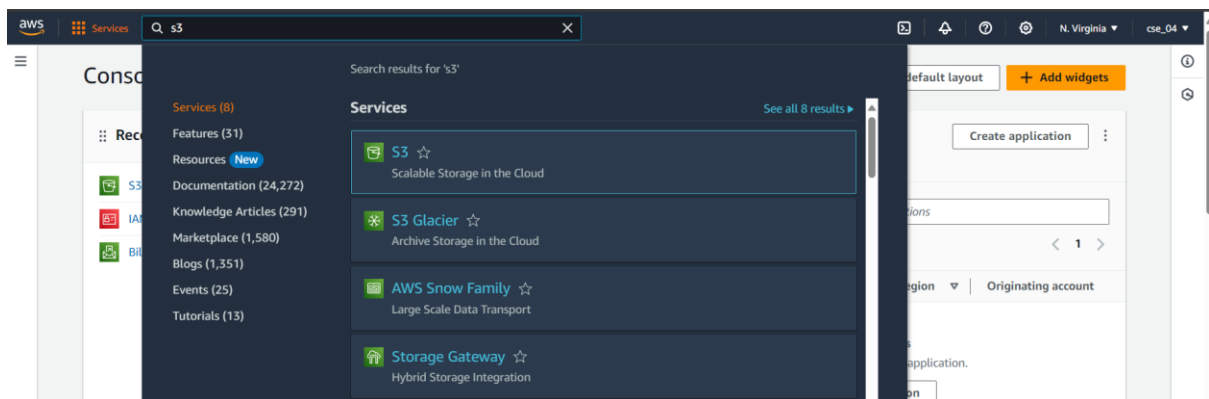 aws Services s3 N. Virginia cse_04
Search results for 's3'
Conso
default layout + Add widgets
Services (8)
Features (31)
Resources New
Documentation (24,272)
Knowledge Articles (291)
Marketplace (1,580)
Blogs (1,351)
Events (25)
Tutorials (13)
Services See all 8 results
S3
Scalable Storage in the Cloud
S3 Glacier
Archive Storage in the Cloud
AWS Snow Family
Large Scale Data Transport
Storage Gateway
Hybrid Storage Integration
Rec
S3
IAM
Bil
Create application
tions
1
egion Originating account
s
application.
on